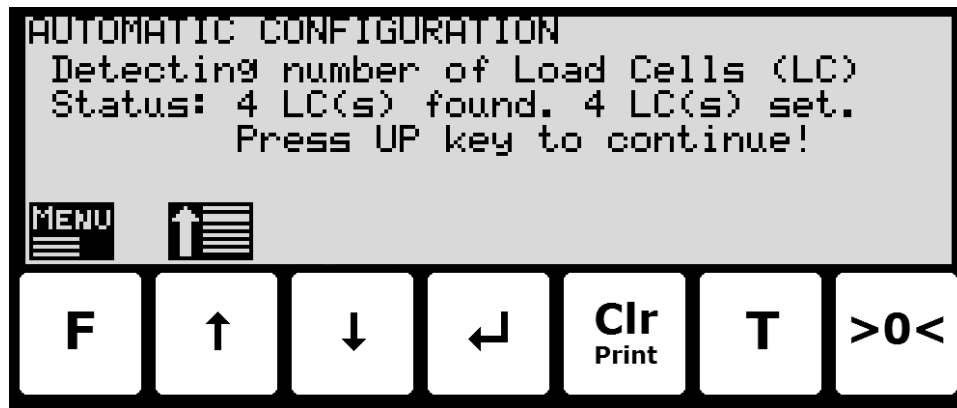 AUTOMATIC CONFIGURATION
Detecting number of Load Cells (LC)
Status: 4 LC(s) found. 4 LC(s) set.
Press UP key to continue!
MENU
F ↑ ↓ ↵ Clr T >0<
Print